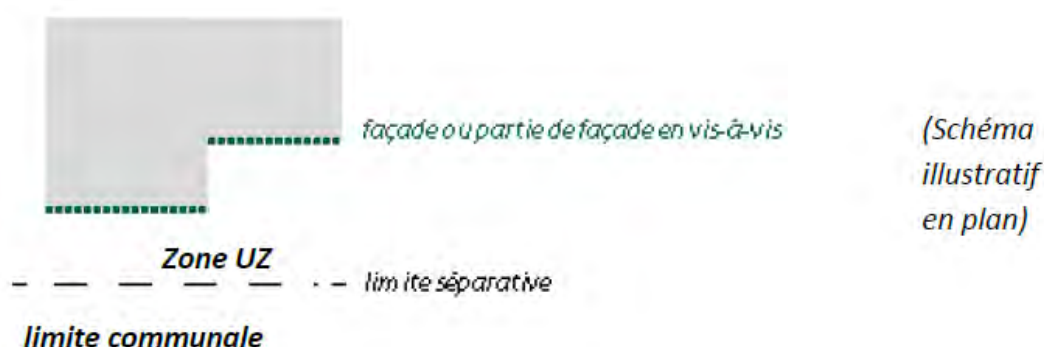 façade ou partie de façade en vis-à-vis
(Schéma
illustratif
en plan)
Zone UZ
limite séparative
limite communale